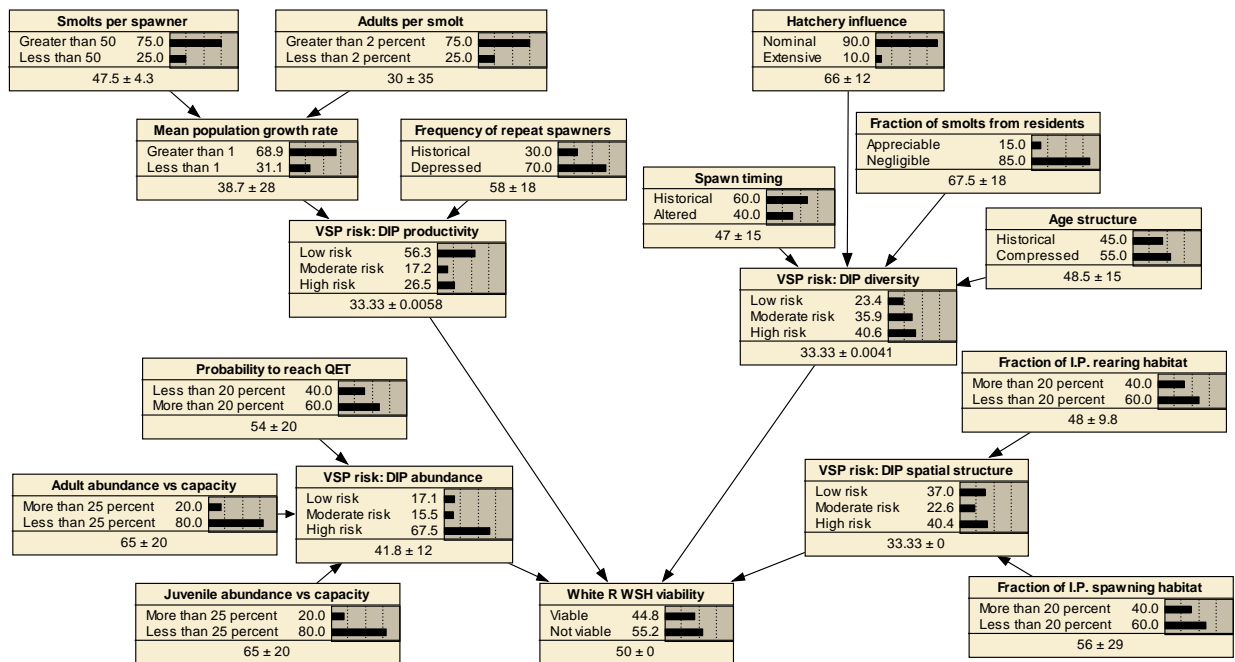 Smolts per spawner
Greater than 50 75.0
Less than 50 25.0
47.5 ± 4.3
Adults per smolt
Greater than 2 percent 75.0
Less than 2 percent 25.0
30 ± 35
Hatchery influence
Nominal 90.0
Extensive 10.0
66 ± 12
Mean population growth rate
Greater than 1 68.9
Less than 1 31.1
38.7 ± 28
Frequency of repeat spawners
Historical 30.0
Depressed 70.0
58 ± 18
Fraction of smolts from residents
Appreciable 15.0
Negligible 85.0
67.5 ± 18
Spawn timing
Historical 60.0
Altered 40.0
47 ± 15
Age structure
Historical 45.0
Compressed 55.0
48.5 ± 15
VSP risk: DIP productivity
Low risk 56.3
Moderate risk 17.2
High risk 26.5
33.33 ± 0.0058
VSP risk: DIP diversity
Low risk 23.4
Moderate risk 35.9
High risk 40.6
33.33 ± 0.0041
Probability to reach QET
Less than 20 percent 40.0
More than 20 percent 60.0
54 ± 20
Fraction of I.P. rearing habitat
More than 20 percent 40.0
Less than 20 percent 60.0
48 ± 9.8
Adult abundance vs capacity
More than 25 percent 20.0
Less than 25 percent 80.0
65 ± 20
VSP risk: DIP abundance
Low risk 17.1
Moderate risk 15.5
High risk 67.5
41.8 ± 12
VSP risk: DIP spatial structure
Low risk 37.0
Moderate risk 22.6
High risk 40.4
33.33 ± 0
Juvenile abundance vs capacity
More than 25 percent 20.0
Less than 25 percent 80.0
65 ± 20
White R WSH viability
Viable 44.8
Not viable 55.2
50 ± 0
Fraction of I.P. spawning habitat
More than 20 percent 40.0
Less than 20 percent 60.0
56 ± 29